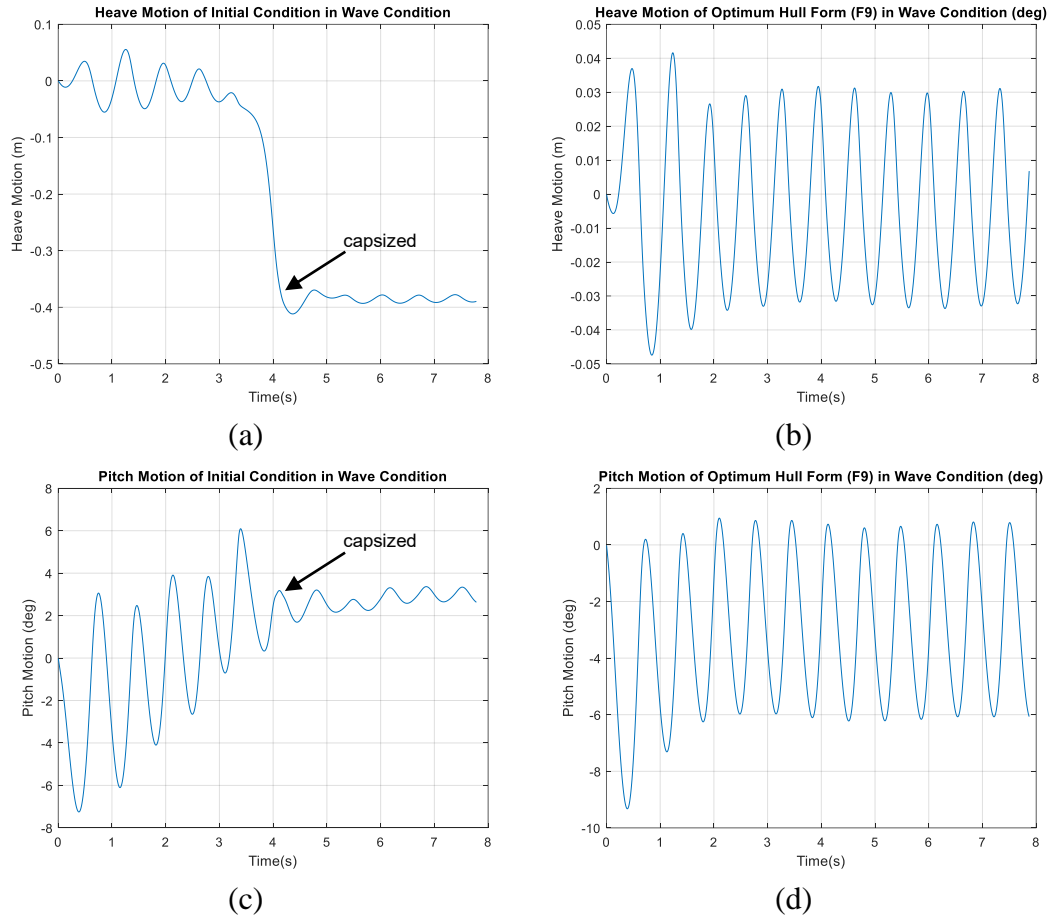 Heave Motion of Initial Condition in Wave Condition
0.1
0
-0.1
-0.2
-0.3
-0.4
-0.5
Heave Motion (m)
capsized
0 1 2 3 4 5 6 7 8
Time(s)
(a)
Heave Motion of Optimum Hull Form (F9) in Wave Condition (deg)
0.05
0.04
0.03
0.02
0.01
0
-0.01
-0.02
-0.03
-0.04
-0.05
Heave Motion (m)
0 1 2 3 4 5 6 7 8
Time(s)
(b)
Pitch Motion of Initial Condition in Wave Condition
8
6
4
2
0
-2
-4
-6
-8
Pitch Motion (deg)
capsized
0 1 2 3 4 5 6 7 8
Time(s)
(c)
Pitch Motion of Optimum Hull Form (F9) in Wave Condition (deg)
2
0
-2
-4
-6
-8
-10
Pitch Motion (deg)
0 1 2 3 4 5 6 7 8
Time(s)
(d)